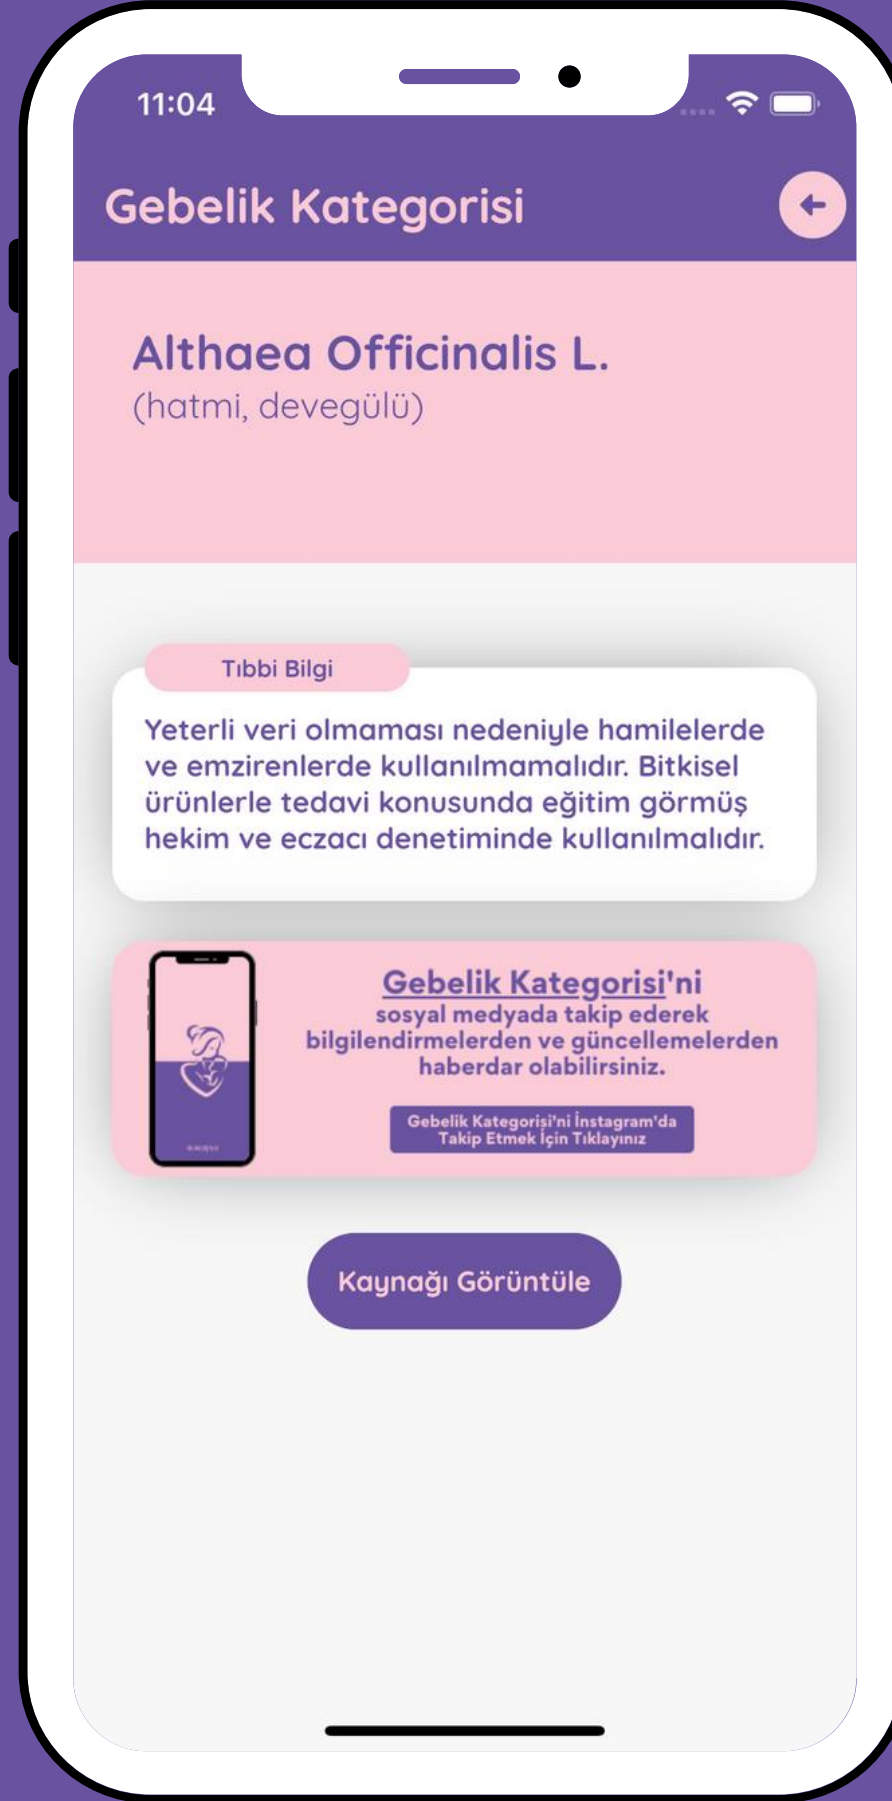 11:04
Gebelik Kategorisi
Althaea Officinalis L.
(hatmi, devegülü)
Tıbbi Bilgi
Yeterli veri olmaması nedeniyle hamilelerde
ve emzirenlerde kullanılmamalıdır. Bitkisel
ürünlerle tedavi konusunda eğitim görmüş
hekim ve eczacı denetiminde kullanılmalıdır.
Gebelik Kategorisi'ni
sosyal medyada takip ederek
bilgilendirmelerden ve güncellemelerden
haberdar olabilirsiniz.
Gebelik Kategorisi'ni İnstagram'da
Takip Etmek İçin Tıklayınız
Kaynağı Görüntüle